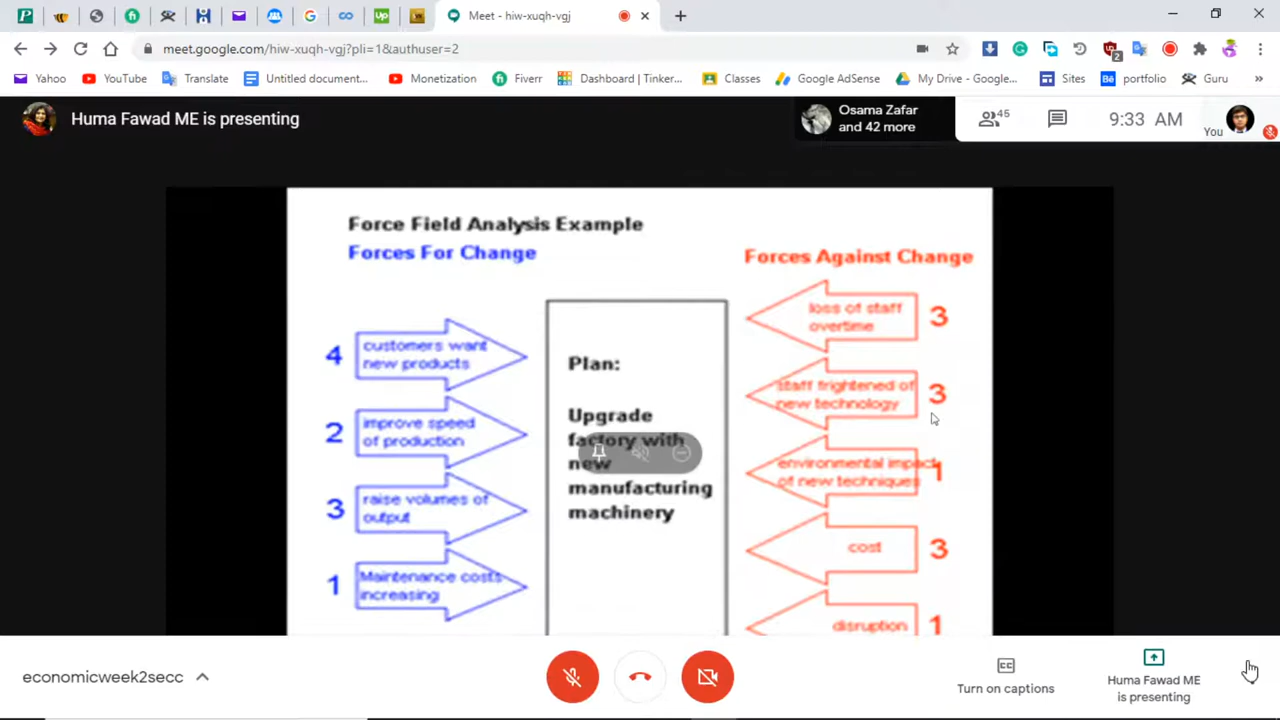 Meet - hiw-xuqh-vgj
meet.google.com/hiw-xuqh-vgj?pli=1&authuser=2
2
Yahoo YouTube Translate Untitled document... Monetization Fiverr Dashboard | Tinker... Classes Google AdSense My Drive - Google... Sites portfolio Guru »
Huma Fawad ME is presenting
Osama Zafar
and 42 more
45
9:33 AM
You
Force Field Analysis Example
Forces For Change
Forces Against Change
4
customers want
new products
2
improve speed
of production
3
raise volumes of
output
1
Maintenance costs
increasing
Plan:
Upgrade
factory with
new
manufacturing
machinery
loss of staff
overtime
3
staff frightened of
new technology
3
environmental impact
of new techniques
1
cost
3
disruption
1
economicweek2secc
Turn on captions
Huma Fawad ME
is presenting